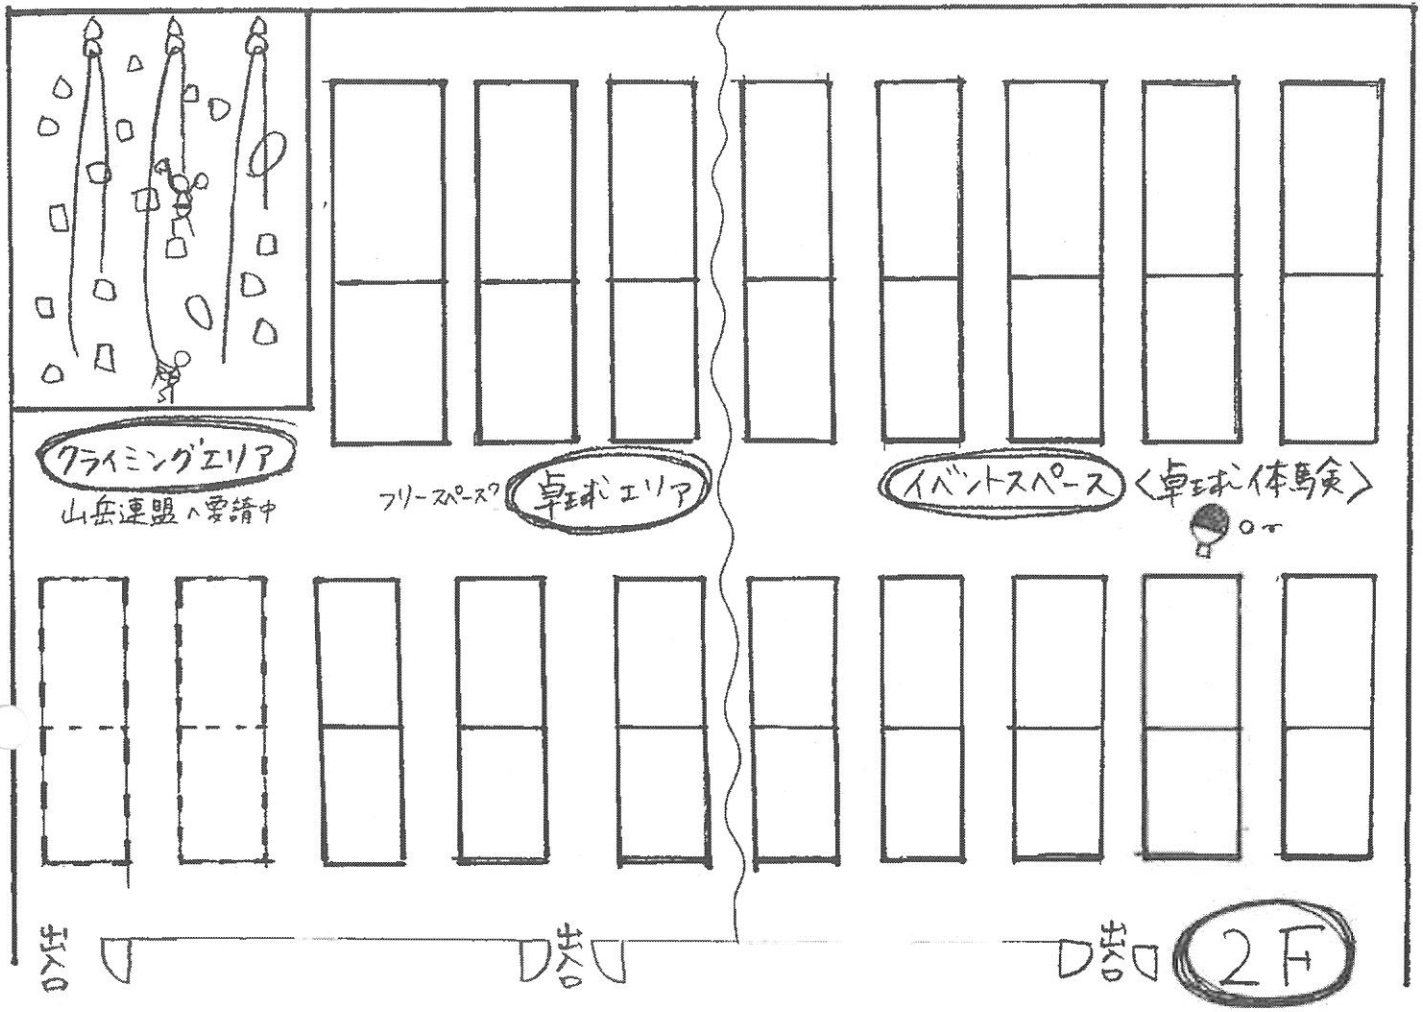 クライミングエリア
山岳連盟へ要請中
フリースペース?
卓球エリア
イベントスペース
<卓球体験>
or
出入口
出入口
出入口
2F